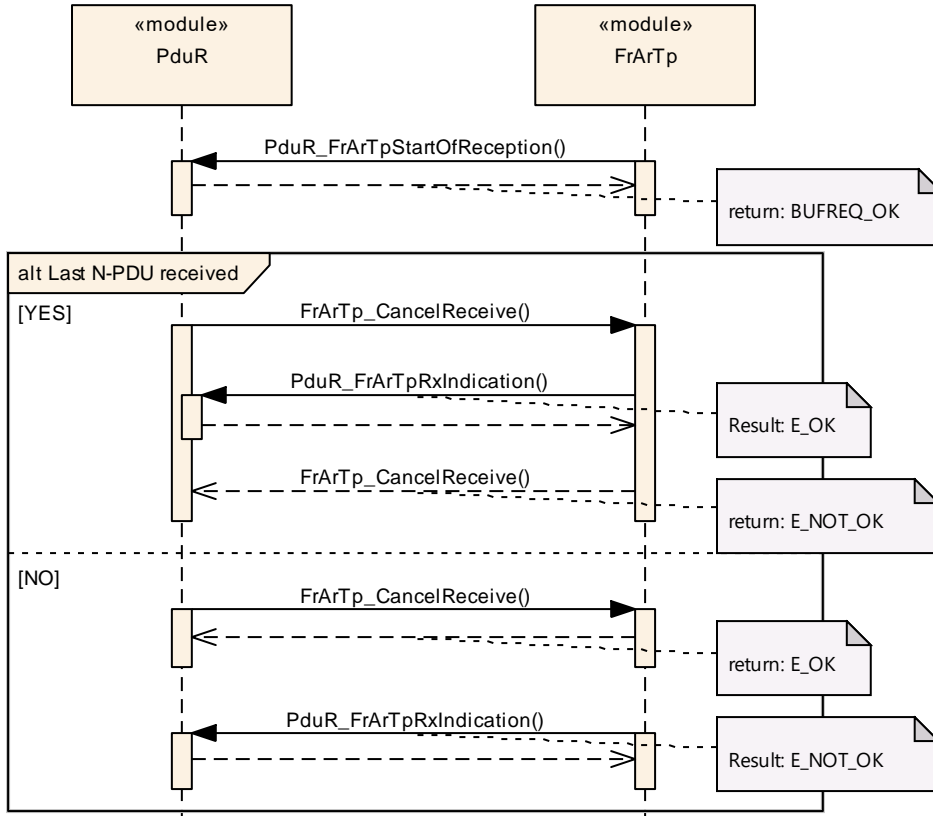 «module»
PduR
«module»
FrArTp
PduR_FrArTpStartOfReception()
return: BUFREQ_OK
alt Last N-PDU received
[YES]
FrArTp_CancelReceive()
PduR_FrArTpRxIndication()
Result: E_OK
FrArTp_CancelReceive()
return: E_NOT_OK
[NO]
FrArTp_CancelReceive()
return: E_OK
PduR_FrArTpRxIndication()
Result: E_NOT_OK